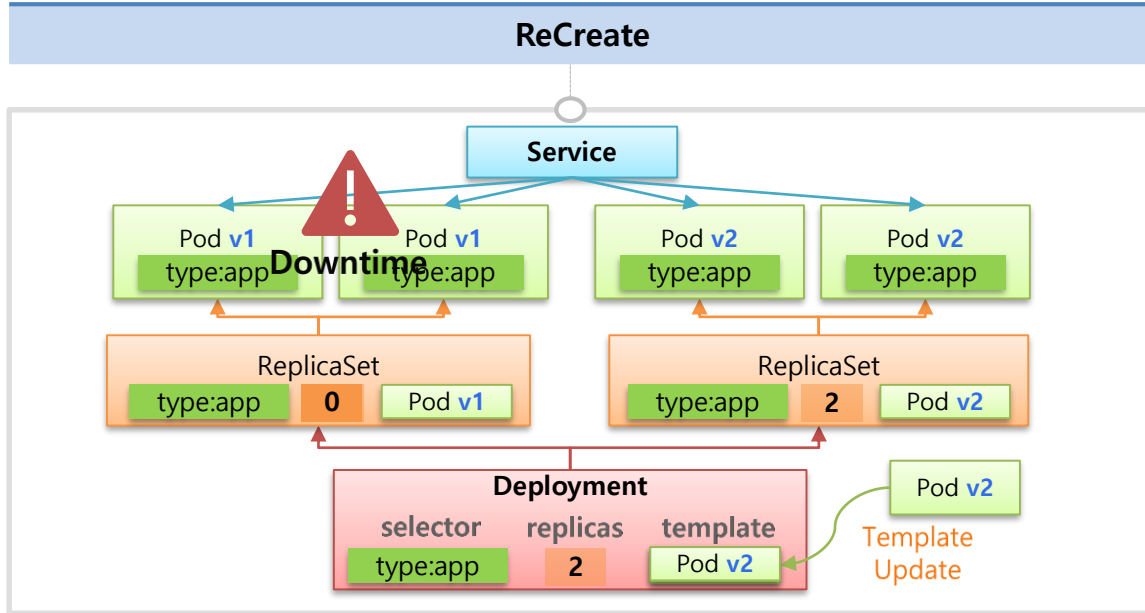 ReCreate
Service
Pod v1
type:app
Pod v1
type:app
Downtime
Pod v2
type:app
Pod v2
type:app
ReplicaSet
type:app
0
Pod v1
ReplicaSet
type:app
2
Pod v2
Deployment
selector
replicas
template
type:app
2
Pod v2
Pod v2
Template
Update